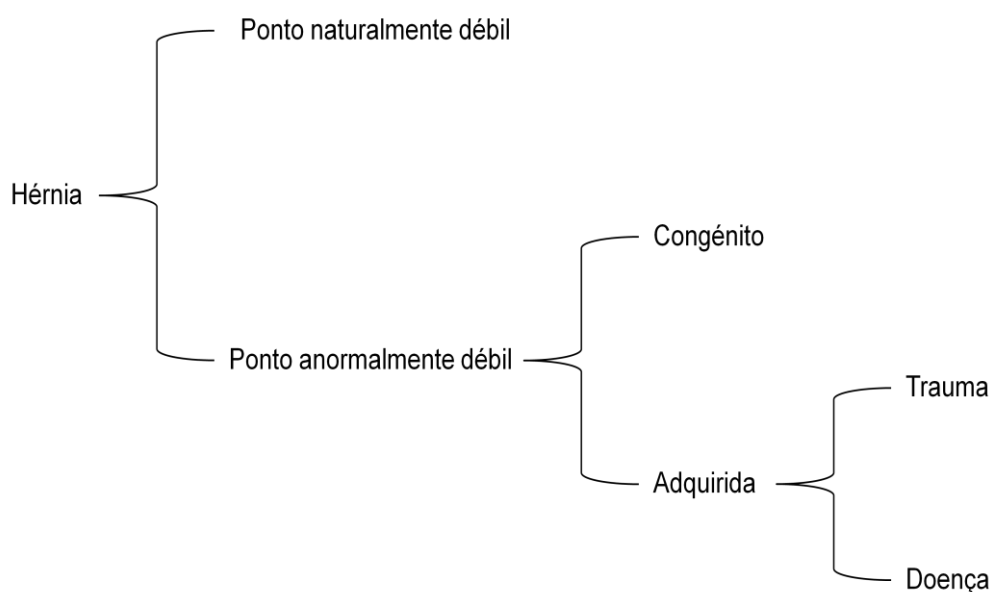 Ponto naturalmente débil
Hérnia
Congénito
Ponto anormalmente débil
Trauma
Adquirida
Doença